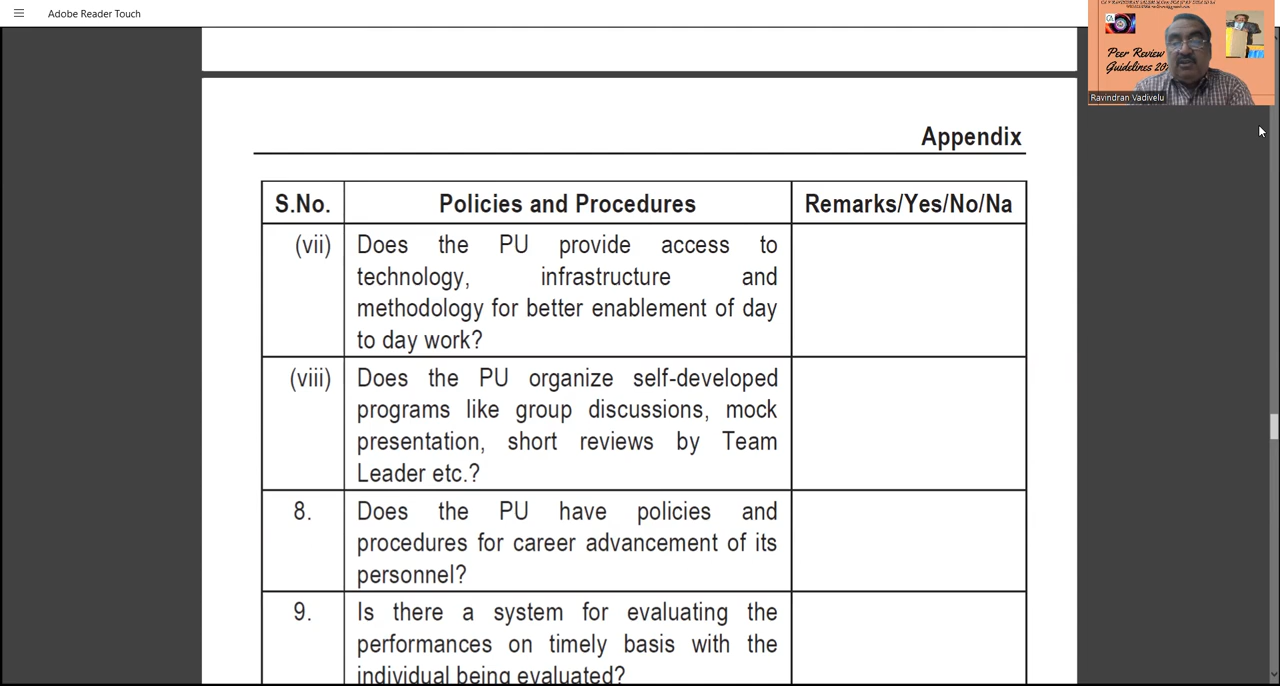 Adobe Reader Touch
Peer Review
Guidelines
Ravindran Vadivelu
Appendix
S.No. Policies and Procedures Remarks/Yes/No/Na
(vii) Does the PU provide access to
technology, infrastructure and
methodology for better enablement of day
to day work?
(viii) Does the PU organize self-developed
programs like group discussions, mock
presentation, short reviews by Team
Leader etc.?
8. Does the PU have policies and
procedures for career advancement of its
personnel?
9. Is there a system for evaluating the
performances on timely basis with the
individual being evaluated?